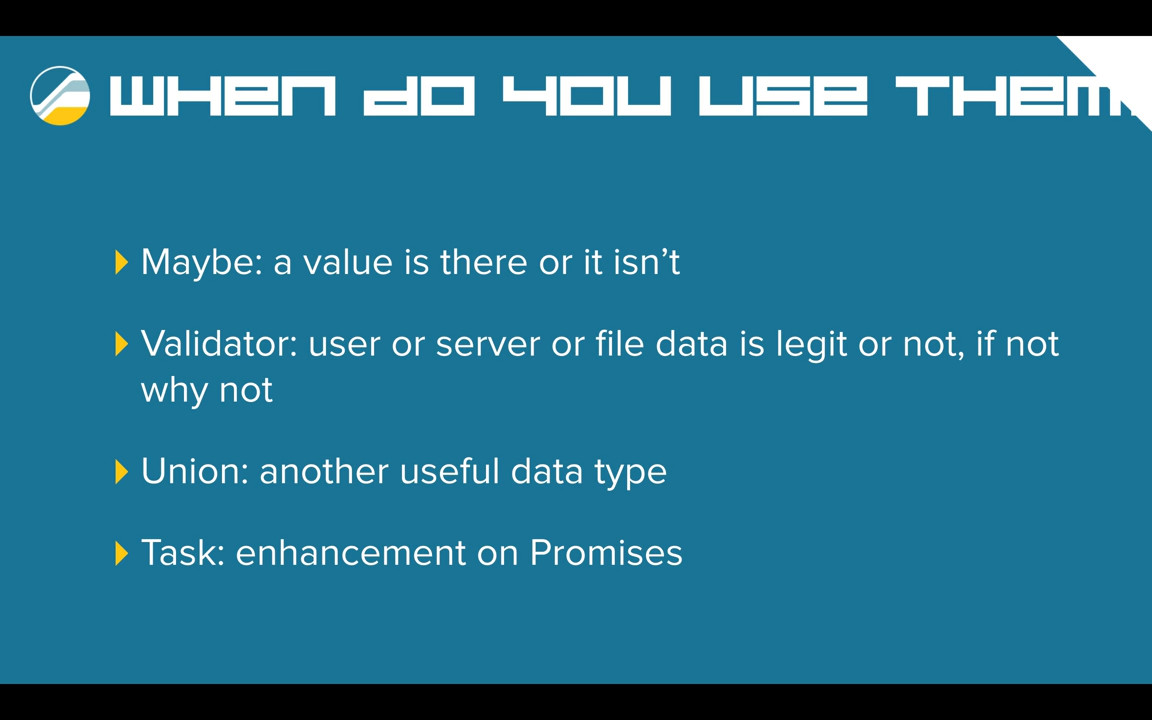 WHEN DO YOU USE THEM
Maybe: a value is there or it isn’t
Validator: user or server or file data is legit or not, if not
why not
Union: another useful data type
Task: enhancement on Promises